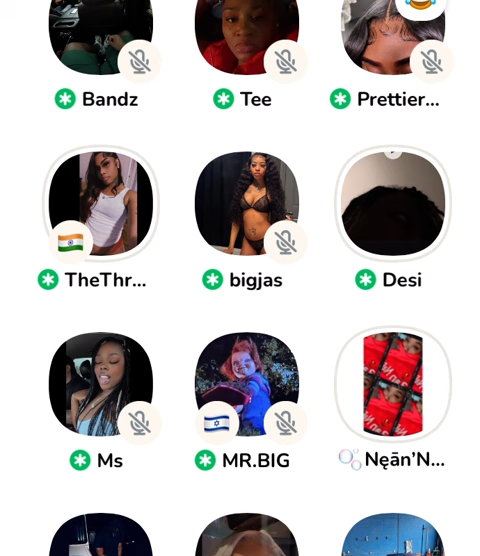 Bandz
Tee
Prettier...
TheThr...
bigjas
Desi
Ms
MR.BIG
Nęān’N...